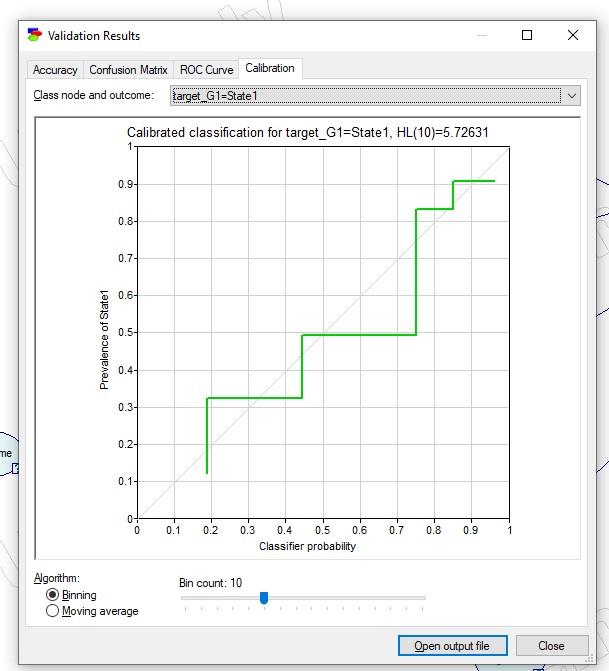 Validation Results
Accuracy Confusion Matrix ROC Curve Calibration
Class node and outcome: target_G1=State1
Calibrated classification for target_G1=State1, HL(10)=5.72631
Prevalence of State1
1
0.9
0.8
0.7
0.6
0.5
0.4
0.3
0.2
0.1
0
0 0.1 0.2 0.3 0.4 0.5 0.6 0.7 0.8 0.9 1
Classifier probability
me
Algorithm:
Binning
Moving average
Bin count: 10
Open output file Close